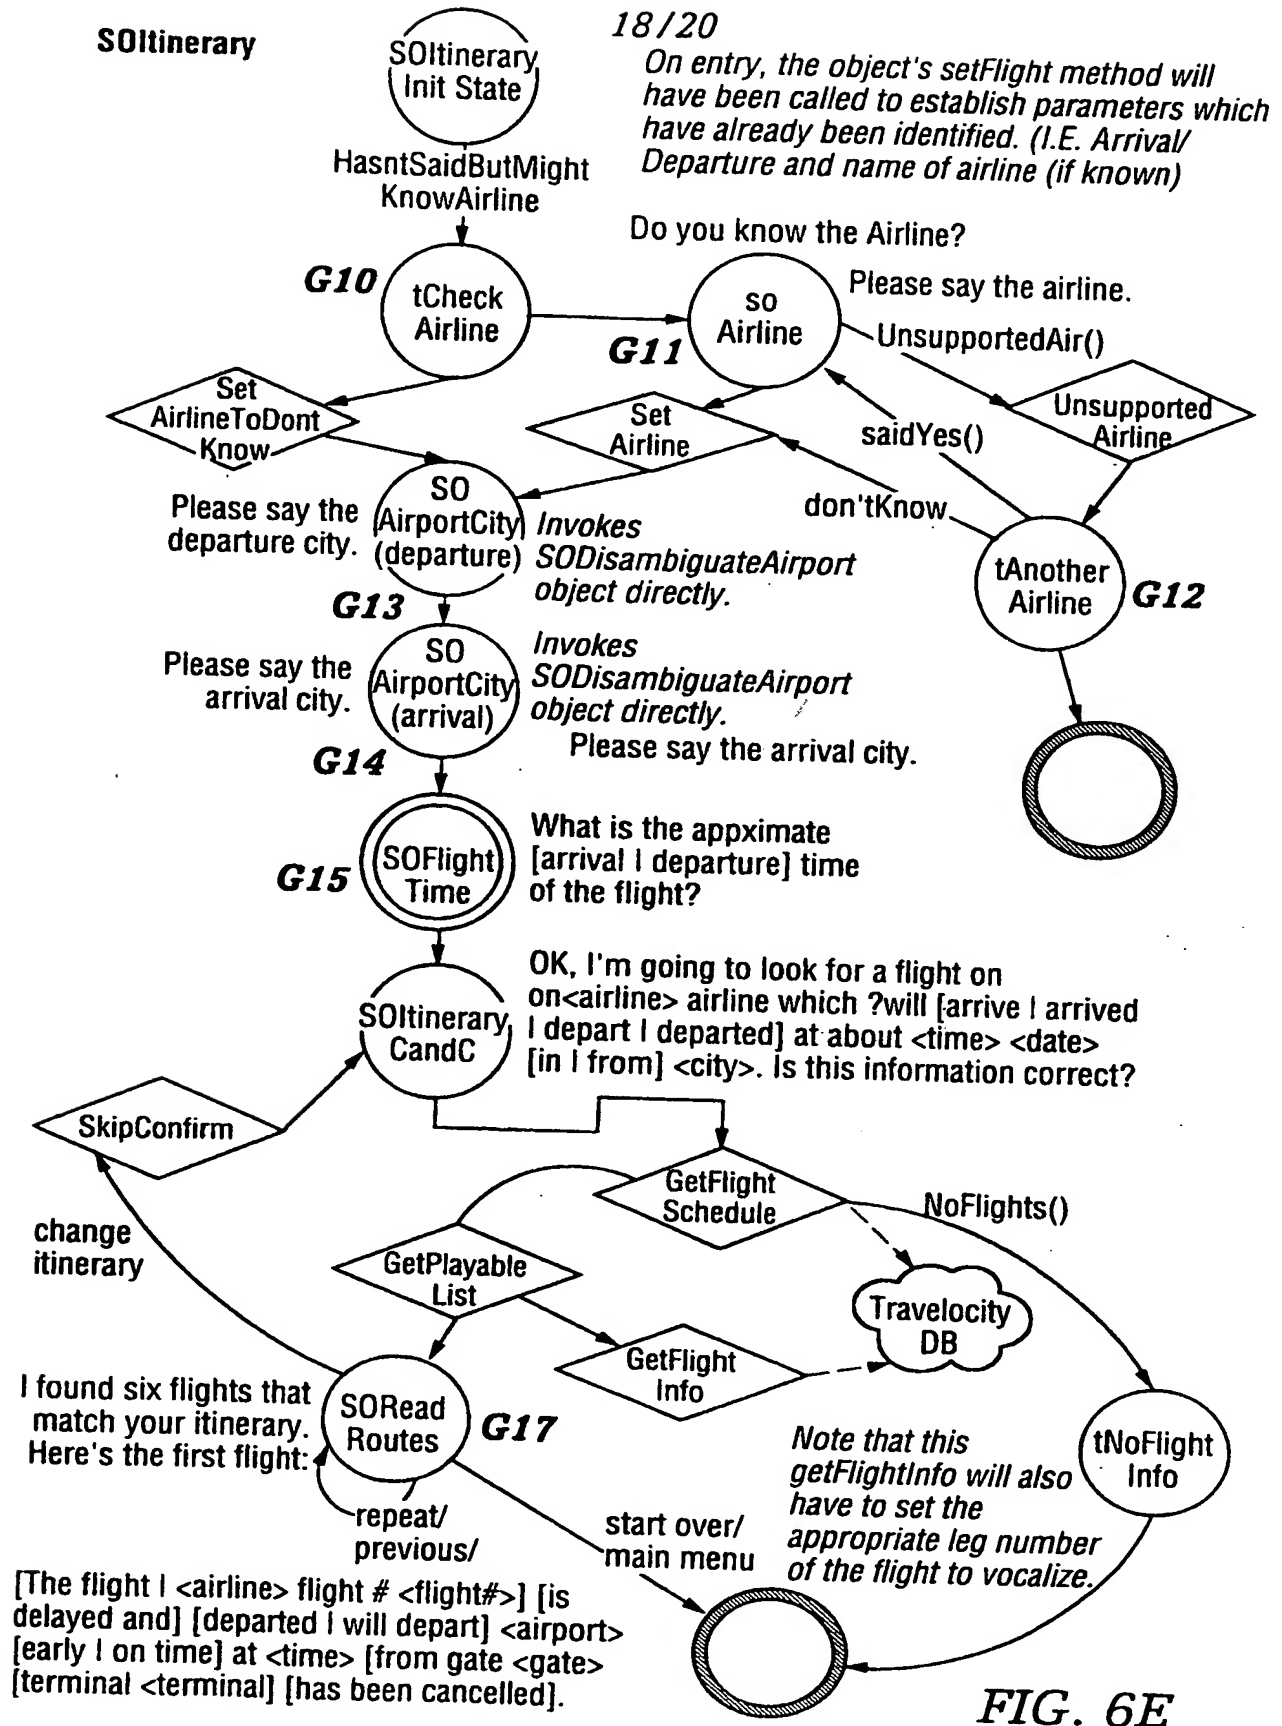 18/20
SOItinerary
SOItinerary
Init State
On entry, the object's setFlight method will
have been called to establish parameters which
have already been identified. (I.E. Arrival/
Departure and name of airline (if known)
HasntSaidButMight
KnowAirline
Do you know the Airline?
G10
tCheck
Airline
so
Airline
G11
Please say the airline.
UnsupportedAir()
Set
AirlineToDont
Know
Set
Airline
saidYes()
Unsupported
Airline
don'tKnow
Please say the
departure city.
SO
AirportCity
(departure)
Invokes
SODisambiguateAirport
object directly.
tAnother
Airline
G12
G13
Please say the
arrival city.
SO
AirportCity
(arrival)
Invokes
SODisambiguateAirport
object directly.
Please say the arrival city.
G14
G15
SOFlight
Time
What is the appximate
[arrival I departure] time
of the flight?
SOItinerary
CandC
OK, I'm going to look for a flight on
on<airline> airline which ?will [arrive I arrived
I depart I departed] at about <time> <date>
[in I from] <city>. Is this information correct?
SkipConfirm
GetFlight
Schedule
NoFlights()
change
itinerary
GetPlayable
List
Travelocity
DB
GetFlight
Info
I found six flights that
match your itinerary.
Here's the first flight:
SORead
Routes
G17
tNoFlight
Info
Note that this
getFlightInfo will also
have to set the
appropriate leg number
of the flight to vocalize.
repeat/
previous/
start over/
main menu
[The flight I <airline> flight # <flight#>] [is
delayed and] [departed I will depart] <airport>
[early I on time] at <time> [from gate <gate>
[terminal <terminal] [has been cancelled].
FIG. 6E